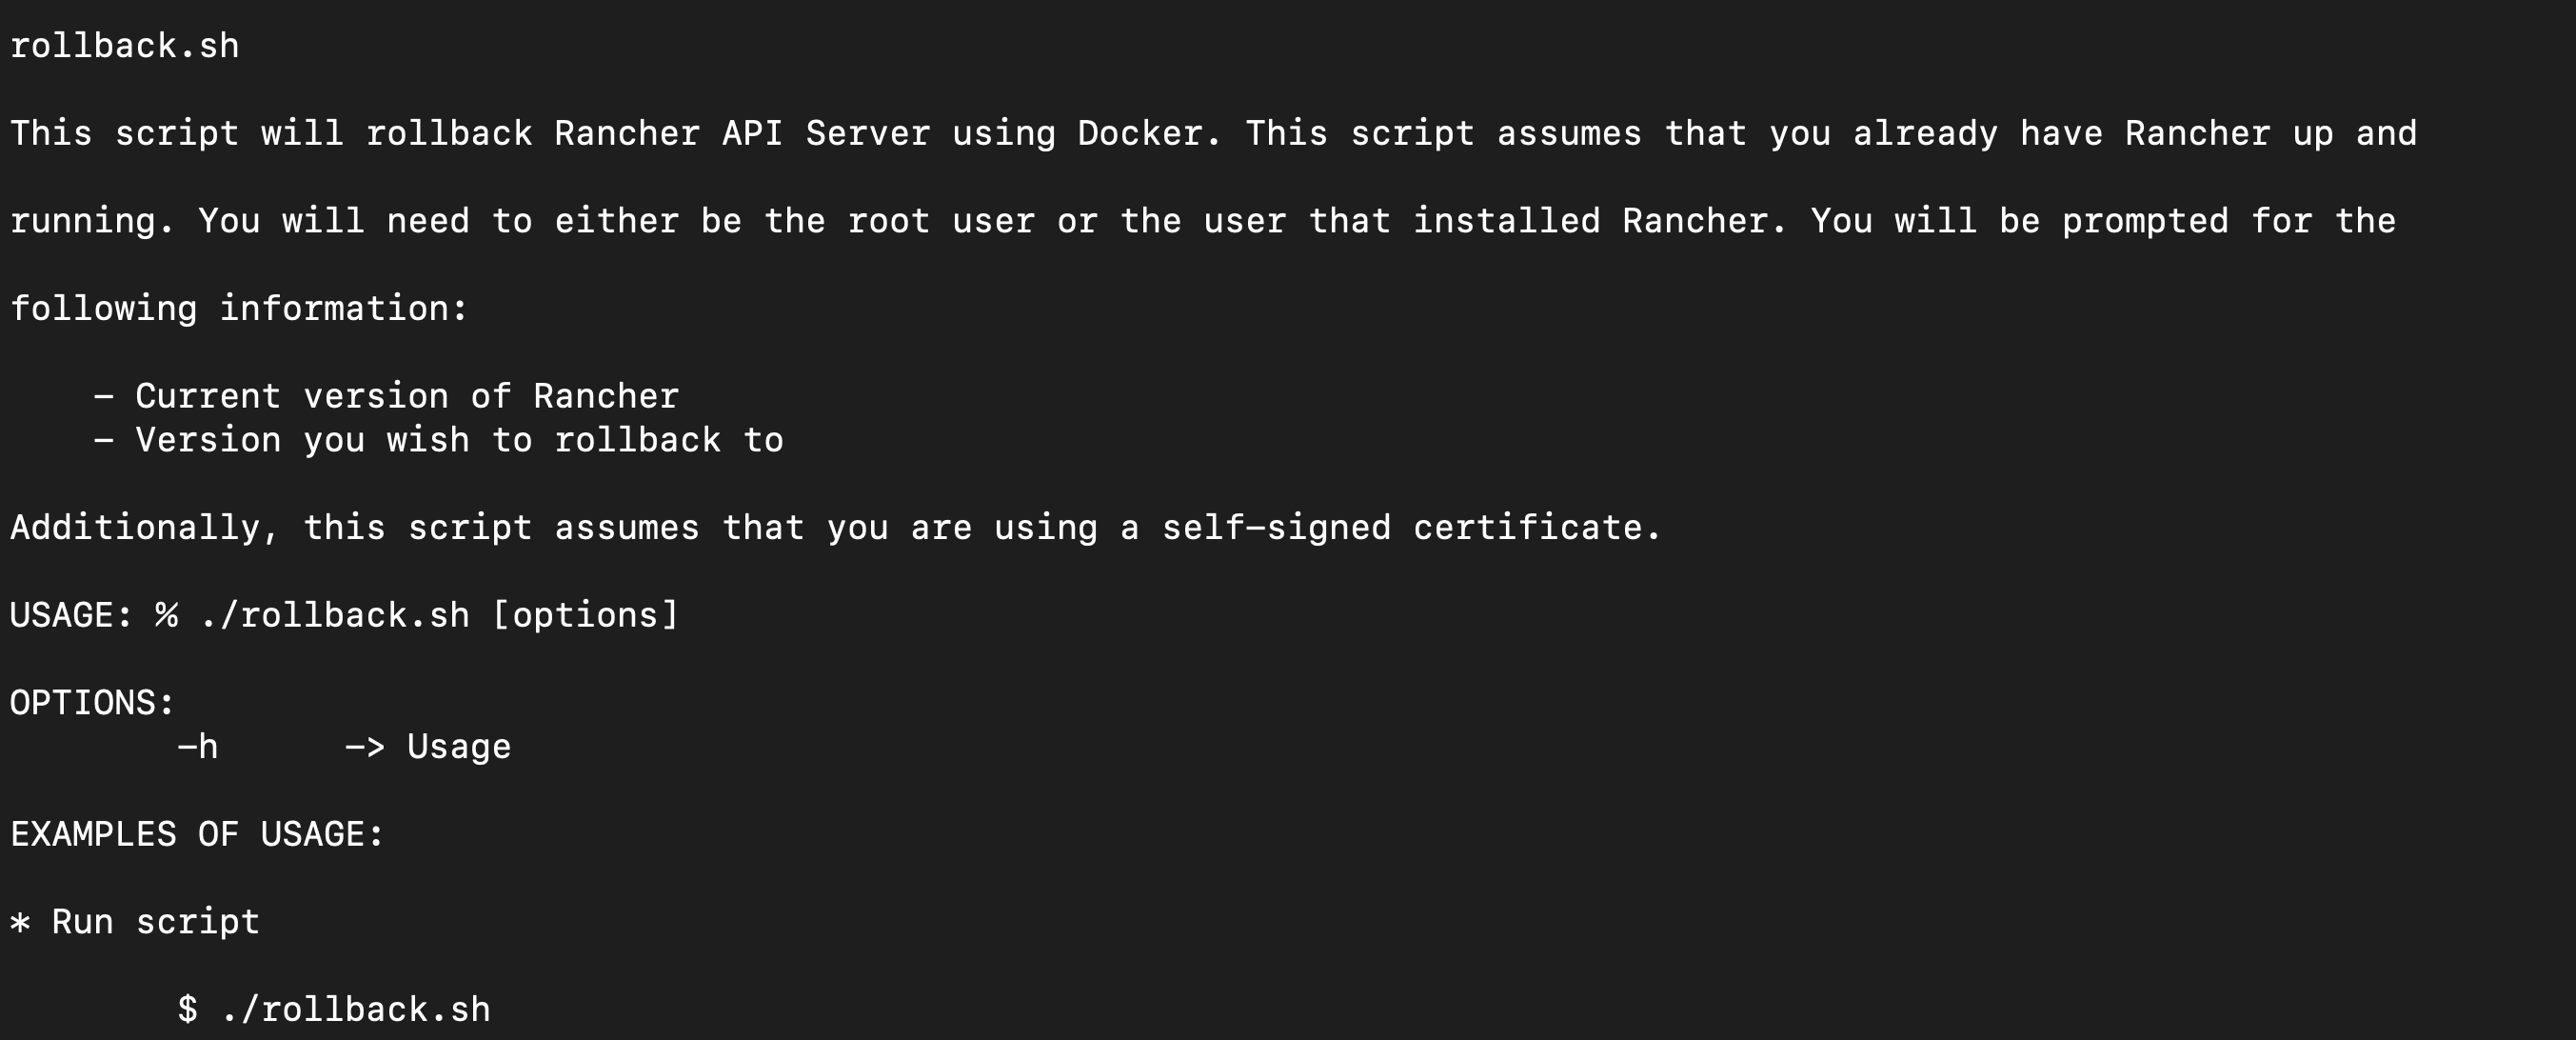 rollback.sh
This script will rollback Rancher API Server using Docker. This script assumes that you already have Rancher up and
running. You will need to either be the root user or the user that installed Rancher. You will be prompted for the
following information:
    - Current version of Rancher
    - Version you wish to rollback to
Additionally, this script assumes that you are using a self-signed certificate.
USAGE: % ./rollback.sh [options]
OPTIONS:
        -h      -> Usage
EXAMPLES OF USAGE:
* Run script
        $ ./rollback.sh